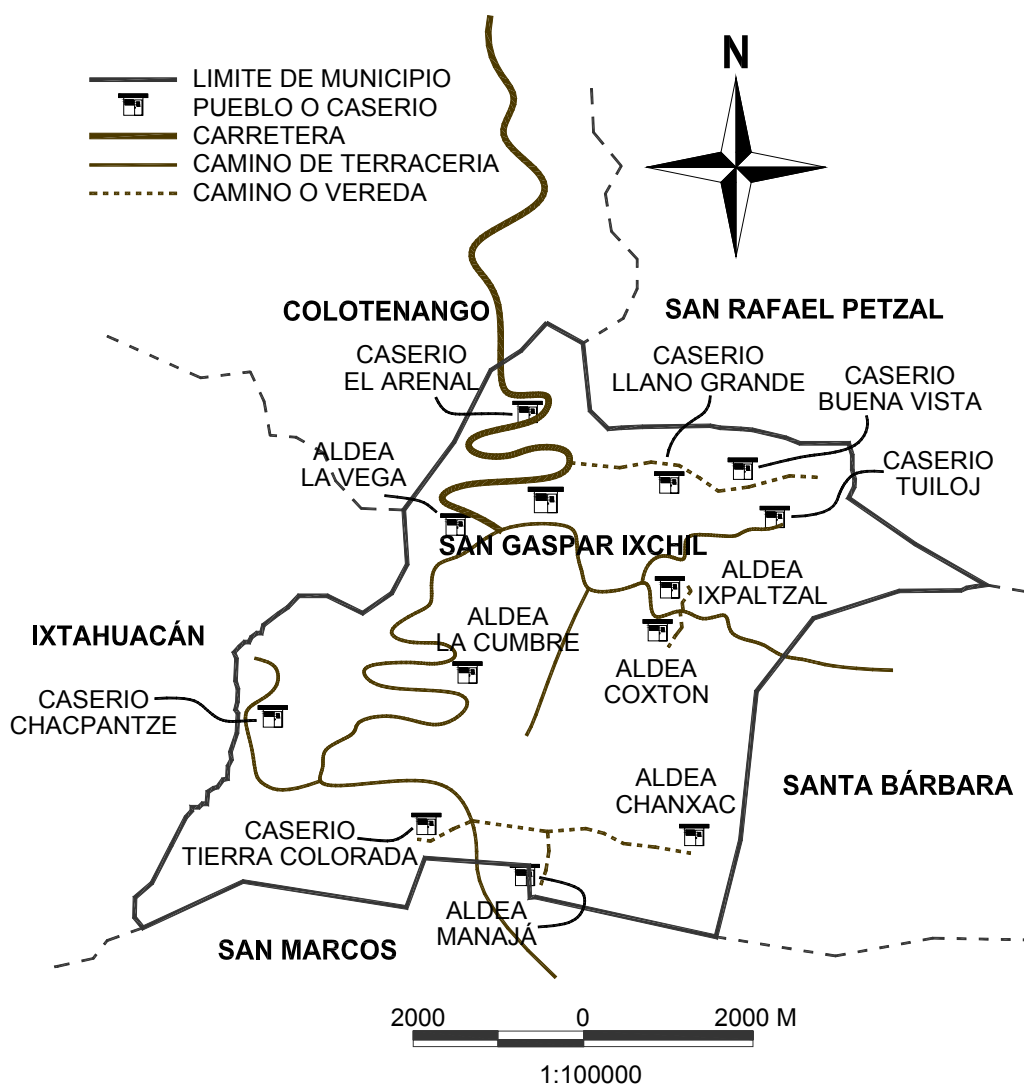 N
LIMITE DE MUNICIPIO
PUEBLO O CASERIO
CARRETERA
CAMINO DE TERRACERIA
CAMINO O VEREDA
COLOTENANGO
SAN RAFAEL PETZAL
CASERIO
EL ARENAL
CASERIO
LLANO GRANDE
CASERIO
BUENA VISTA
ALDEA
LA VEGA
CASERIO
TUILOJ
SAN GASPAR IXCHIL
ALDEA
IXPALTZAL
IXTAHUACÁN
ALDEA
LA CUMBRE
ALDEA
COXTON
CASERIO
CHACPANTZE
ALDEA
CHANXAC
SANTA BÁRBARA
CASERIO
TIERRA COLORADA
ALDEA
MANAJÁ
SAN MARCOS
2000 0 2000 M
1:100000